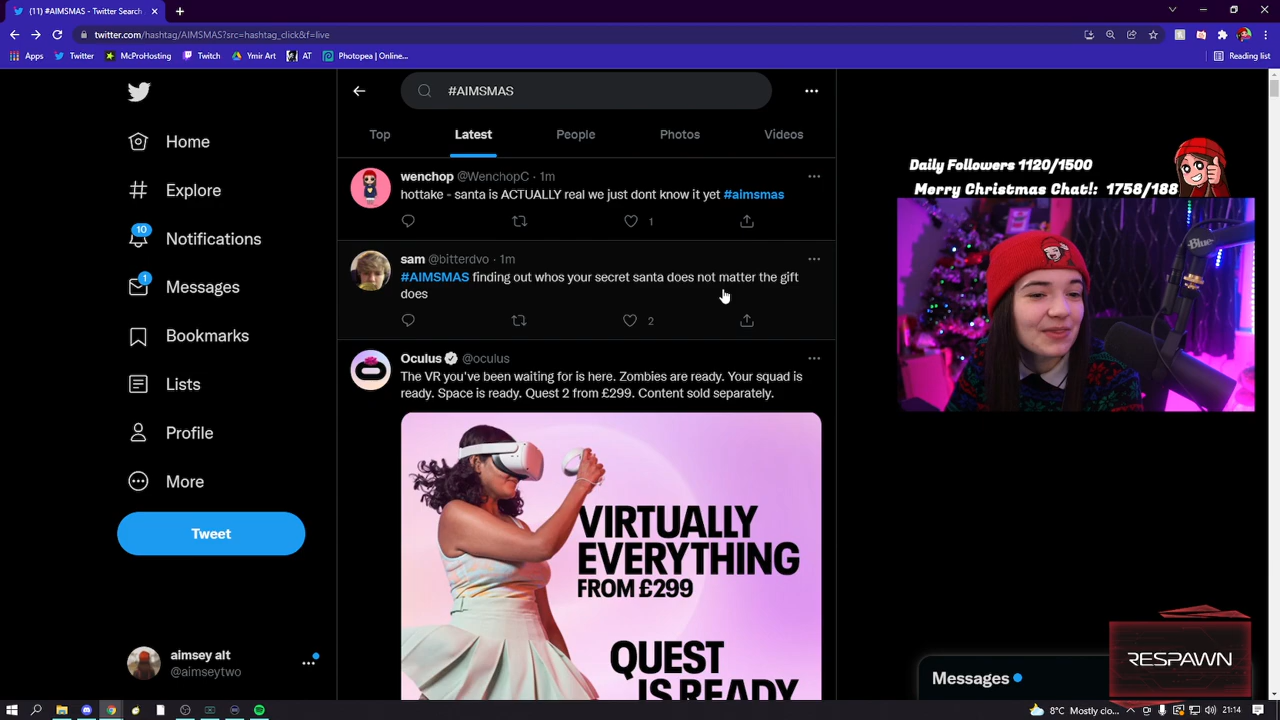 (11) #AIMSMAS - Twitter Search
twitter.com/hashtag/AIMSMAS?src=hashtag_click&f=live
Apps
Twitter
McProHosting
Twitch
Ymir Art
AT
Photopea | Online...
Reading list
#AIMSMAS
Top
Latest
People
Photos
Videos
Home
Explore
10
Notifications
1
Messages
Bookmarks
Lists
Profile
More
Tweet
aimsey alt
@aimseytwo
wenchop @WenchopC · 1m
hottake - santa is ACTUALLY real we just dont know it yet #aimsmas
1
sam @bitterdvo · 1m
#AIMSMAS finding out whos your secret santa does not matter the gift
does
2
Oculus @oculus
The VR you've been waiting for is here. Zombies are ready. Your squad is
ready. Space is ready. Quest 2 from £299. Content sold separately.
VIRTUALLY
EVERYTHING
FROM £299
QUEST
IS READY
Daily Followers 1120/1500
Merry Christmas Chat!: 1758/188
Blue
Messages
RESPAWN
8°C Mostly clo...
21:14